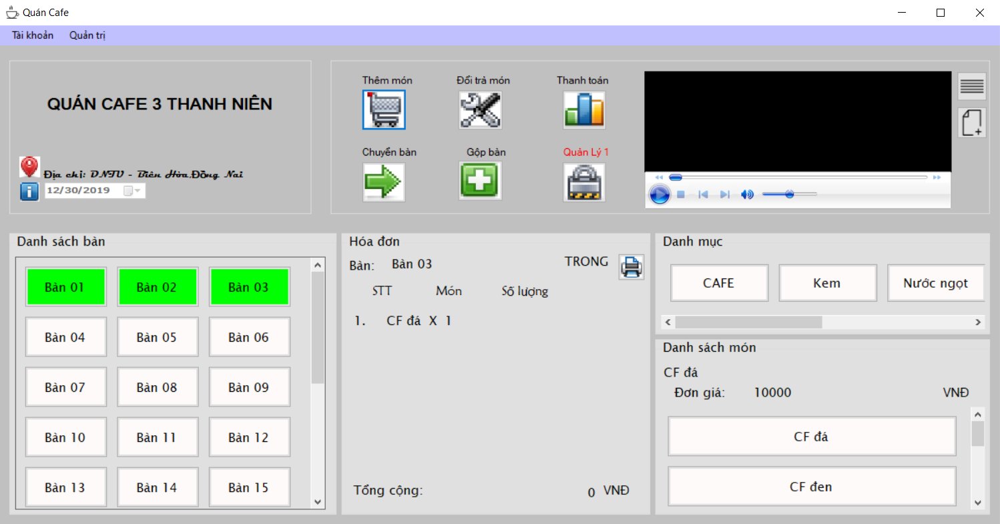 Quán Cafe
Tài khoản Quản trị
QUÁN CAFE 3 THANH NIÊN
Địa chỉ: DNTU - Biên Hòa,Đồng Nai
12/30/2019
Thêm món Đổi trả món Thanh toán
Chuyển bàn Gộp bàn Quản Lý 1
Danh sách bàn
Bàn 01 Bàn 02 Bàn 03
Bàn 04 Bàn 05 Bàn 06
Bàn 07 Bàn 08 Bàn 09
Bàn 10 Bàn 11 Bàn 12
Bàn 13 Bàn 14 Bàn 15
Hóa đơn
Bàn: Bàn 03 TRONG
STT Món Số lượng
1. CF đá X 1
Tổng cộng: 0 VNĐ
Danh mục
CAFE Kem Nước ngọt
Danh sách món
CF đá
Đơn giá: 10000 VNĐ
CF đá
CF đen